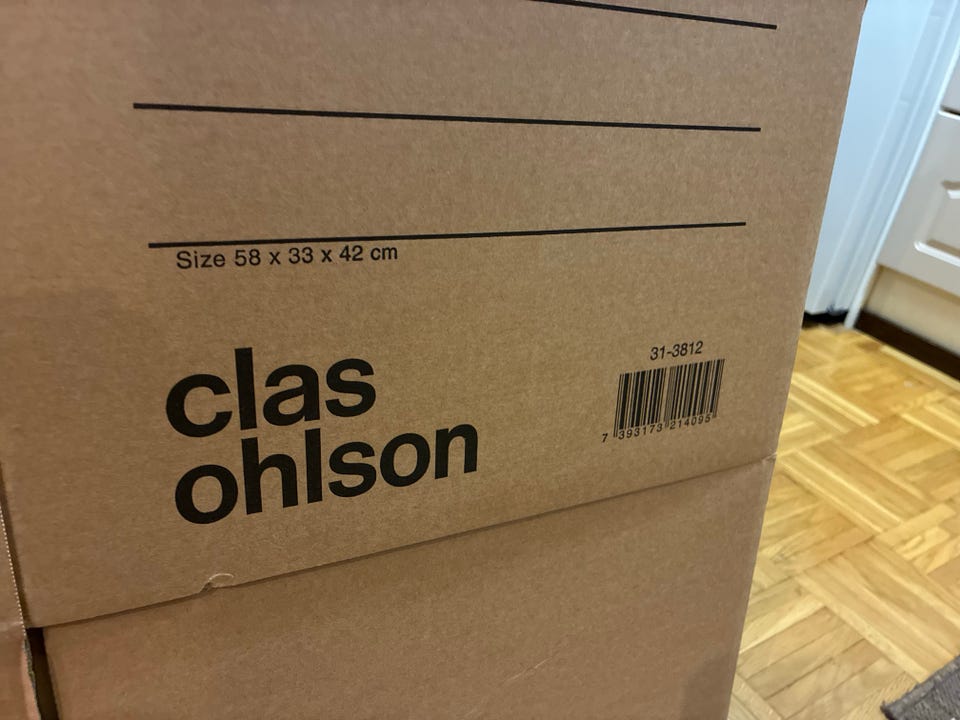 Size 58 x 33 x 42 cm
clas
ohlson
31-3812
7 393173 214095